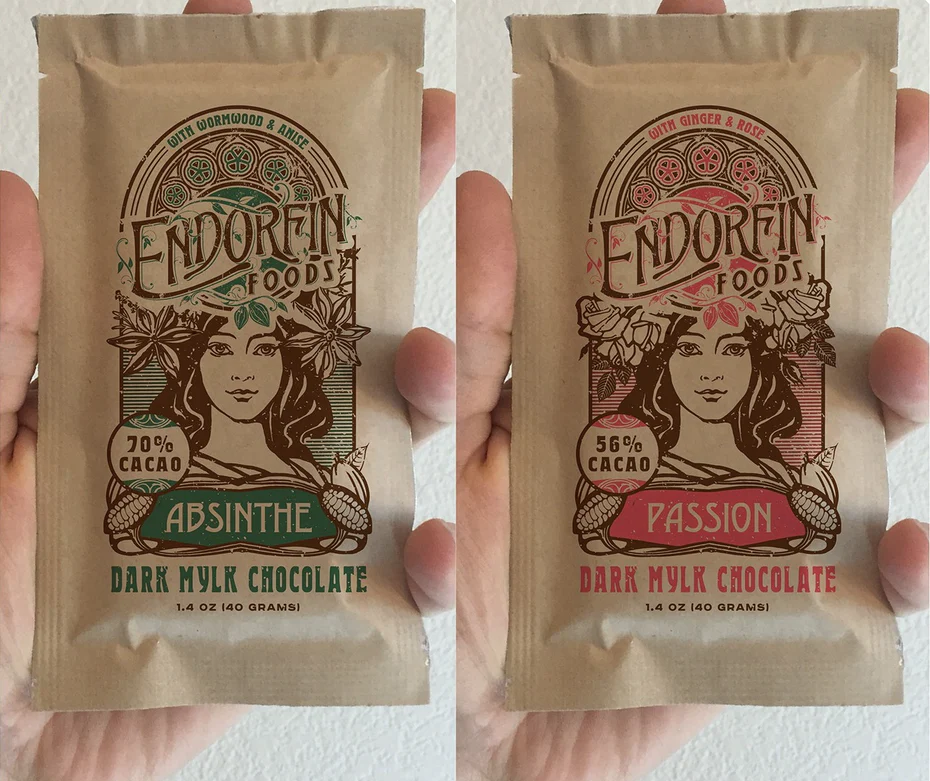 WITH WORMWOOD & ANISE
ENDORFIN
FOODS
70%
CACAO
ABSINTHE
DARK MYLK CHOCOLATE
1.4 OZ (40 GRAMS)
WITH GINGER & ROSE
ENDORFIN
FOODS
56%
CACAO
PASSION
DARK MYLK CHOCOLATE
1.4 OZ (40 GRAMS)